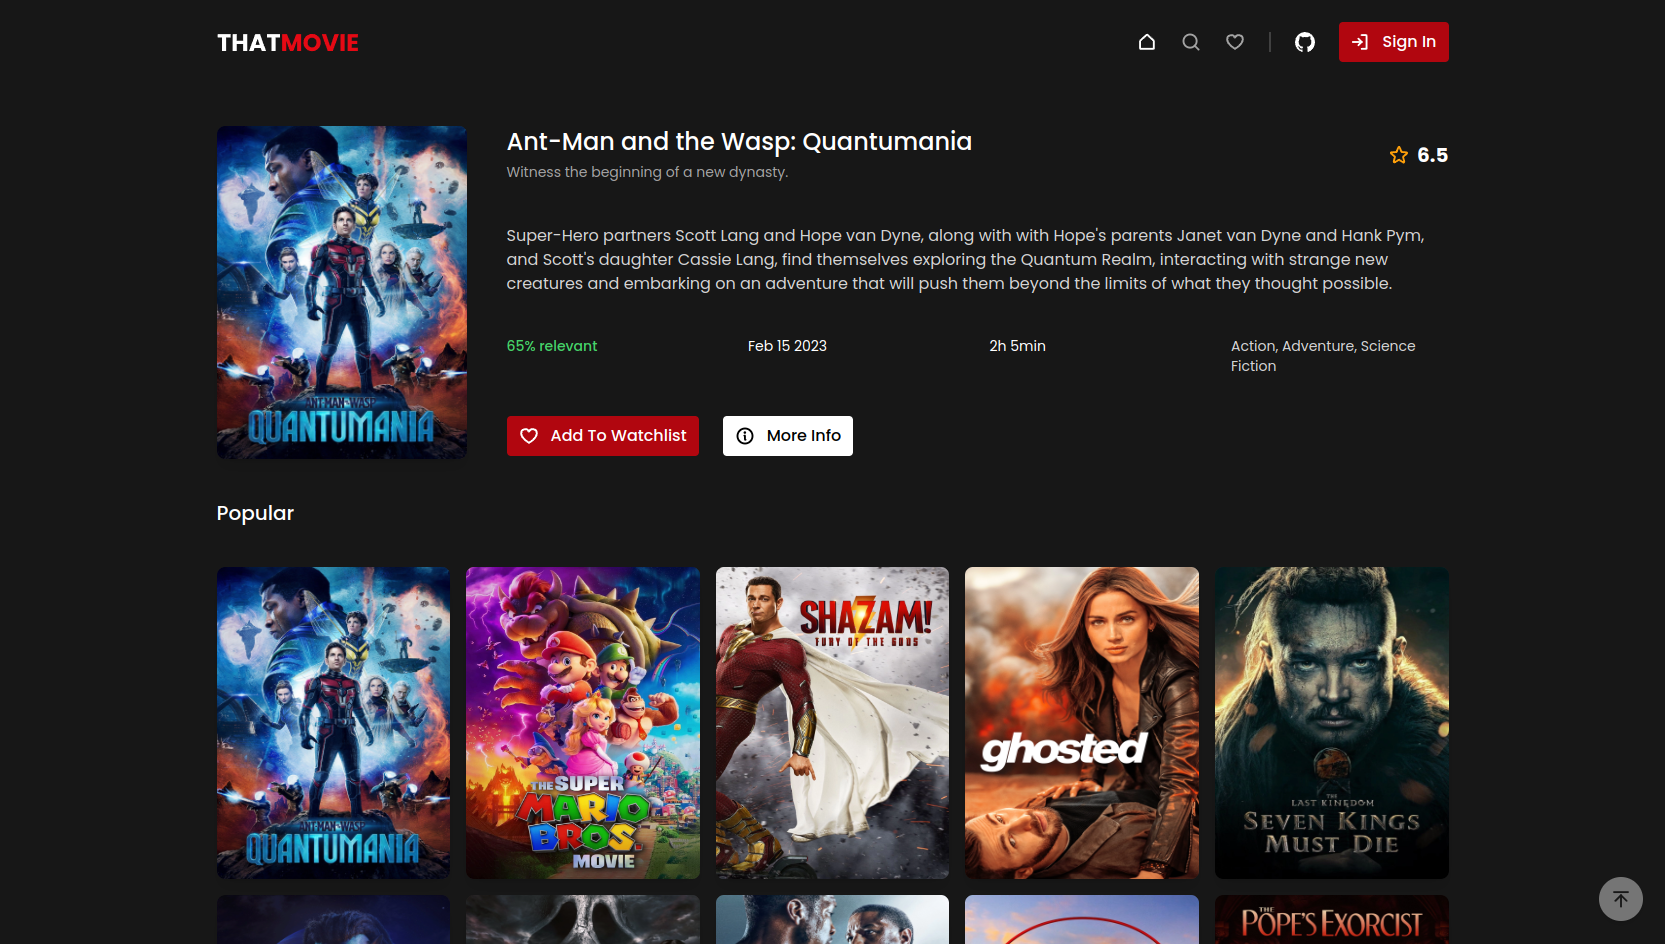 THATMOVIE
Sign In
Ant-Man and the Wasp: Quantumania
6.5
Witness the beginning of a new dynasty.
Super-Hero partners Scott Lang and Hope van Dyne, along with with Hope's parents Janet van Dyne and Hank Pym,
and Scott's daughter Cassie Lang, find themselves exploring the Quantum Realm, interacting with strange new
creatures and embarking on an adventure that will push them beyond the limits of what they thought possible.
65% relevant
Feb 15 2023
2h 5min
Action, Adventure, Science
Fiction
Add To Watchlist
More Info
ANT-MAN AND THE WASP
QUANTUMANIA
Popular
ANT-MAN AND THE WASP
QUANTUMANIA
THE SUPER
MARIO
BROS.
MOVIE
SHAZAM!
FURY OF THE GODS
ghosted
THE
LAST KINGDOM
SEVEN KINGS
MUST DIE
THE
POPE'S EXORCIST